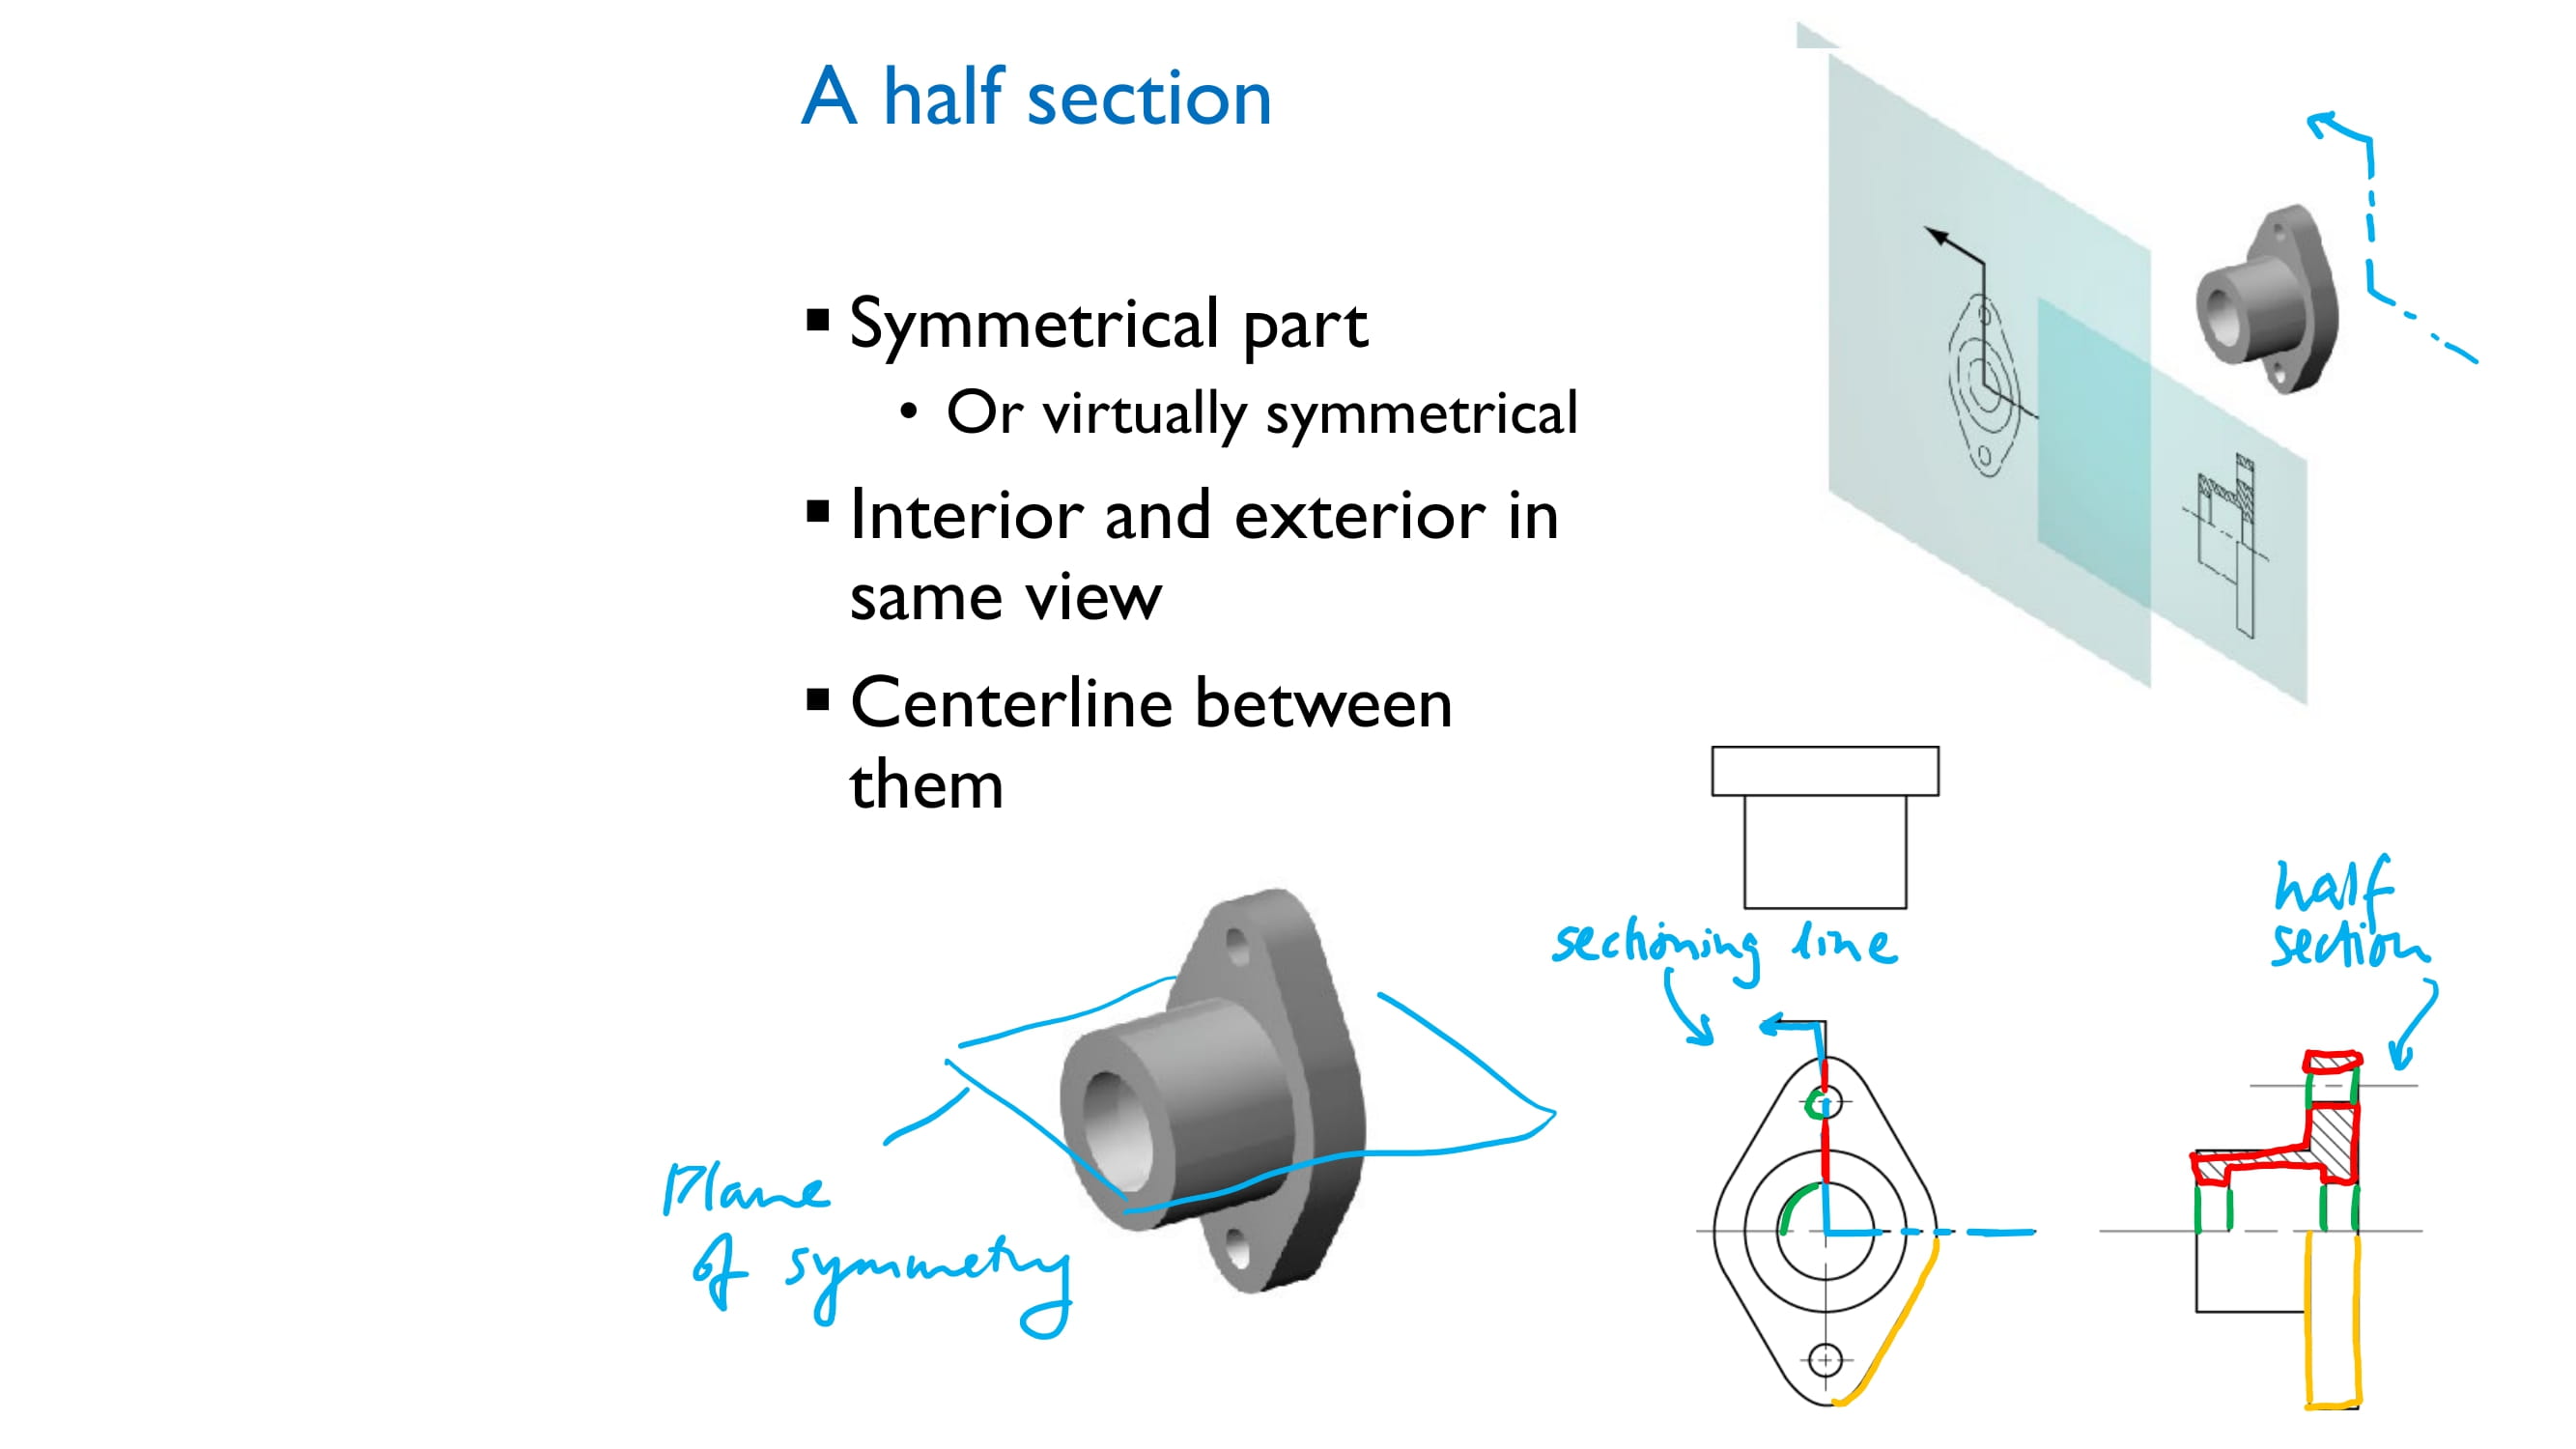 A half section
▪ Symmetrical part
• Or virtually symmetrical
▪ Interior and exterior in
same view
▪ Centerline between
them
sectioning line
half
section
Plane
of symmetry